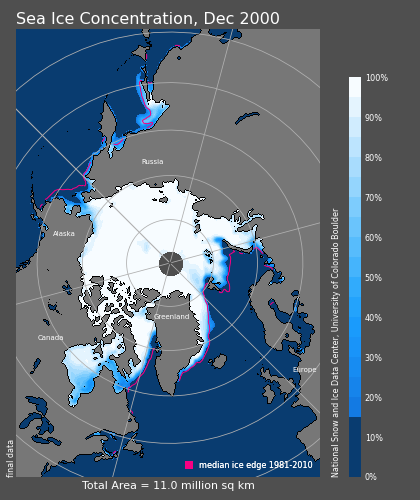 Sea Ice Concentration, Dec 2000
Russia
Alaska
Greenland
Canada
Europe
median ice edge 1981-2010
final data
Total Area = 11.0 million sq km
National Snow and Ice Data Center, University of Colorado Boulder
100%
90%
80%
70%
60%
50%
40%
30%
20%
10%
0%